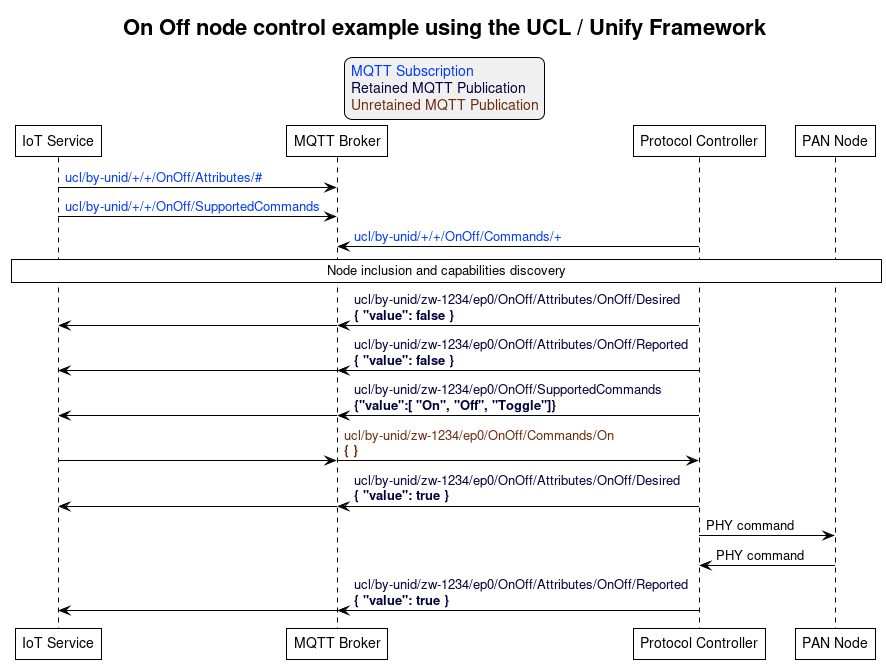 On Off node control example using the UCL / Unify Framework
MQTT Subscription
Retained MQTT Publication
Unretained MQTT Publication
IoT Service MQTT Broker Protocol Controller PAN Node
ucl/by-unid/+/+/OnOff/Attributes/#
ucl/by-unid/+/+/OnOff/SupportedCommands
ucl/by-unid/+/+/OnOff/Commands/+
Node inclusion and capabilities discovery
ucl/by-unid/zw-1234/ep0/OnOff/Attributes/OnOff/Desired
{ "value": false }
ucl/by-unid/zw-1234/ep0/OnOff/Attributes/OnOff/Reported
{ "value": false }
ucl/by-unid/zw-1234/ep0/OnOff/SupportedCommands
{"value":[ "On", "Off", "Toggle"]}
ucl/by-unid/zw-1234/ep0/OnOff/Commands/On
{ }
ucl/by-unid/zw-1234/ep0/OnOff/Attributes/OnOff/Desired
{ "value": true }
PHY command
PHY command
ucl/by-unid/zw-1234/ep0/OnOff/Attributes/OnOff/Reported
{ "value": true }
IoT Service MQTT Broker Protocol Controller PAN Node